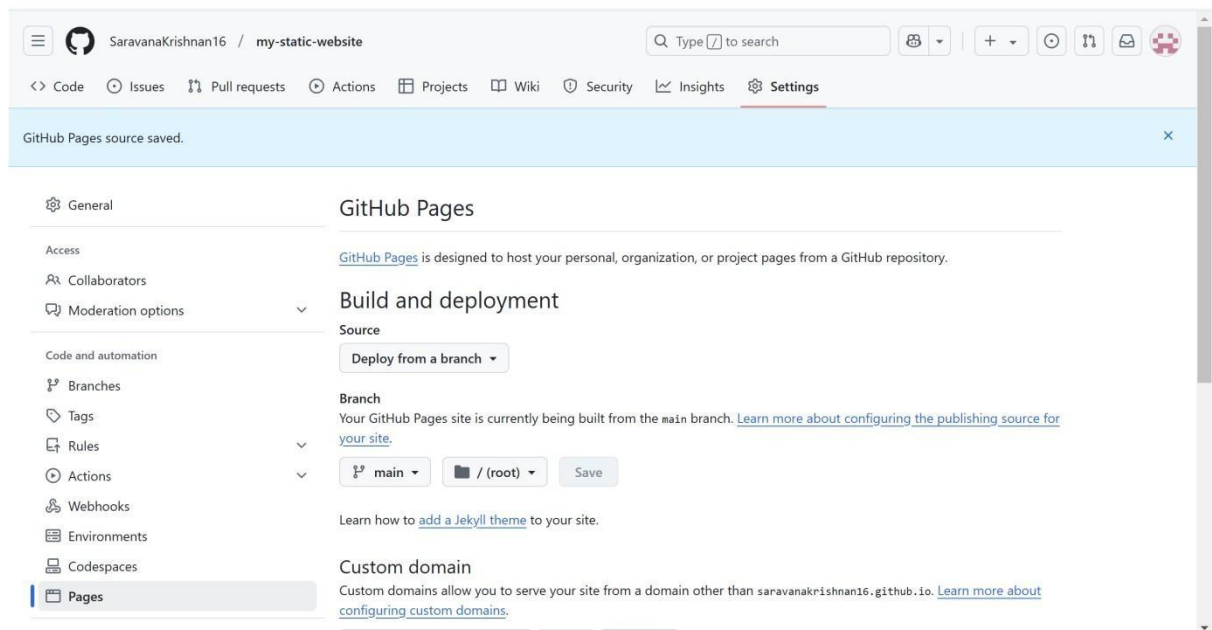 SaravanaKrishnan16 / my-static-website
Type / to search
<> Code Issues Pull requests Actions Projects Wiki Security Insights Settings
GitHub Pages source saved.
General
Access
Collaborators
Moderation options
Code and automation
Branches
Tags
Rules
Actions
Webhooks
Environments
Codespaces
Pages
GitHub Pages
GitHub Pages is designed to host your personal, organization, or project pages from a GitHub repository.
Build and deployment
Source
Deploy from a branch
Branch
Your GitHub Pages site is currently being built from the main branch. Learn more about configuring the publishing source for
your site.
main / (root) Save
Learn how to add a Jekyll theme to your site.
Custom domain
Custom domains allow you to serve your site from a domain other than saravanakrishnan16.github.io. Learn more about
configuring custom domains.